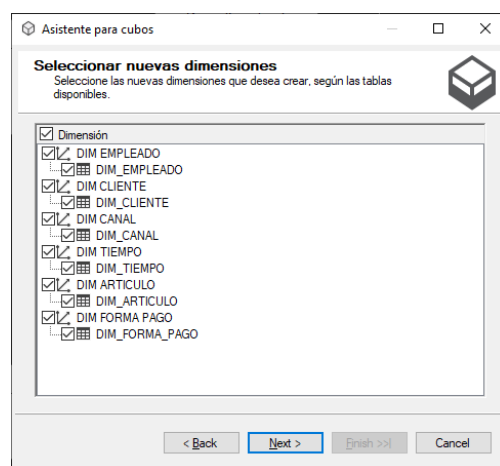 Asistente para cubos
Seleccionar nuevas dimensiones
Seleccione las nuevas dimensiones que desea crear, según las tablas
disponibles.
Dimensión
DIM EMPLEADO
DIM_EMPLEADO
DIM CLIENTE
DIM_CLIENTE
DIM CANAL
DIM_CANAL
DIM TIEMPO
DIM_TIEMPO
DIM ARTICULO
DIM_ARTICULO
DIM FORMA PAGO
DIM_FORMA_PAGO
< Back Next > Finish >>| Cancel